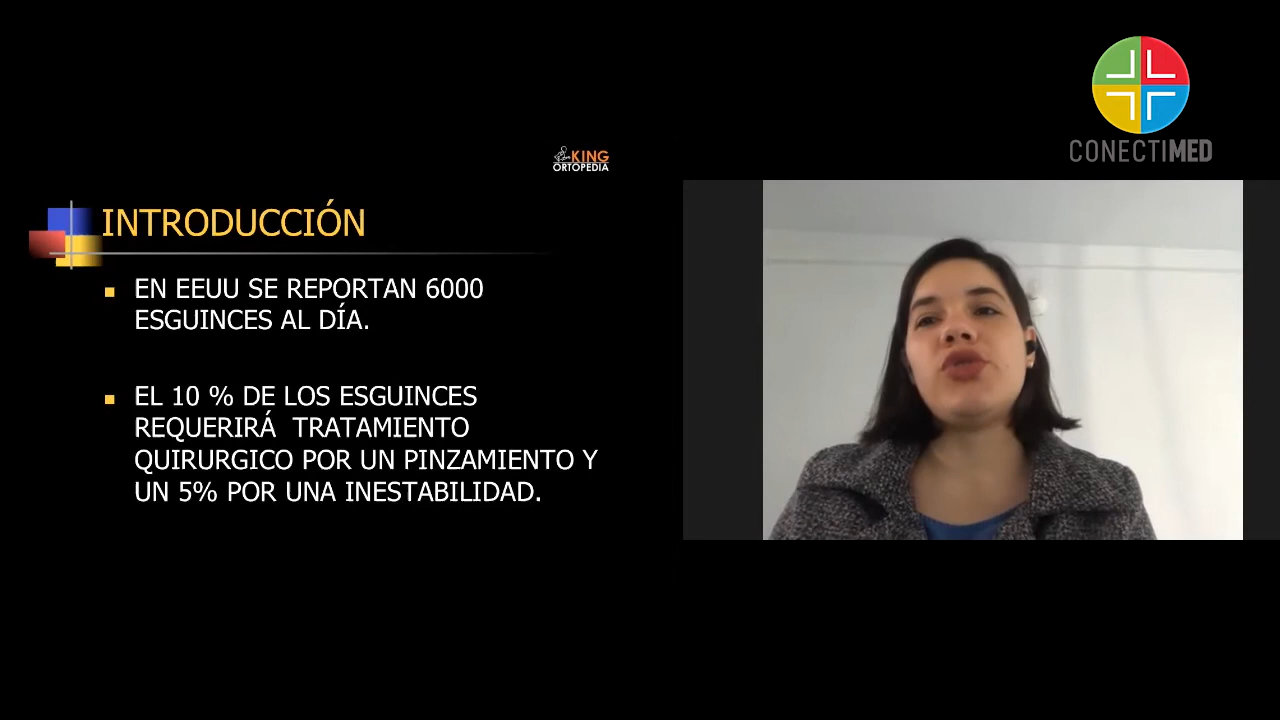 CONECTIMED
KING
ORTOPEDIA
INTRODUCCIÓN
EN EEUU SE REPORTAN 6000
ESGUINCES AL DÍA.
EL 10 % DE LOS ESGUINCES
REQUERIRÁ TRATAMIENTO
QUIRURGICO POR UN PINZAMIENTO Y
UN 5% POR UNA INESTABILIDAD.